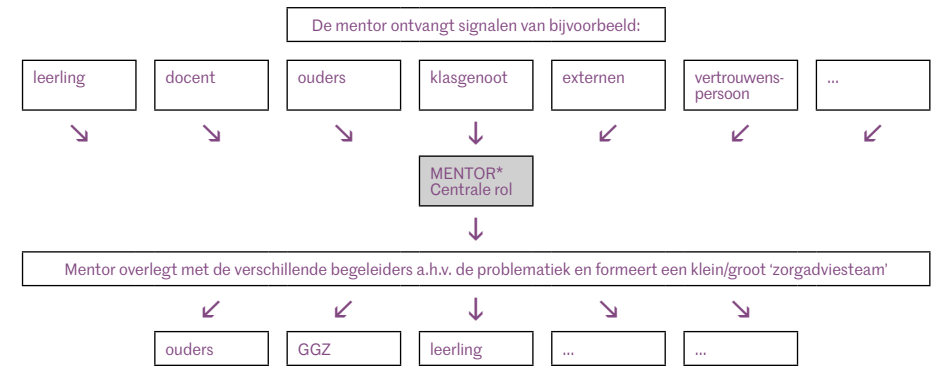 De mentor ontvangt signalen van bijvoorbeeld:
leerling
docent
ouders
klasgenoot
externen
vertrouwens-
persoon
...
MENTOR*
Centrale rol
Mentor overlegt met de verschillende begeleiders a.h.v. de problematiek en formeert een klein/groot ‘zorgadviesteam’
ouders
GGZ
leerling
...
...